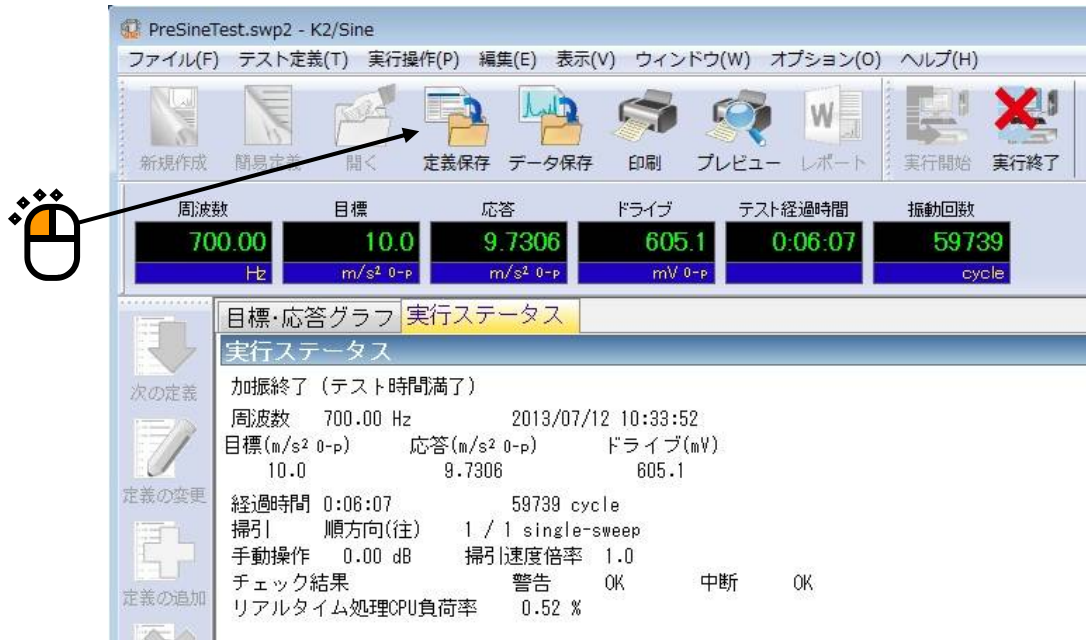 PreSineTest.swp2 - K2/Sine
ファイル(F) テスト定義(T) 実行操作(P) 編集(E) 表示(V) ウィンドウ(W) オプション(O) ヘルプ(H)
新規作成 簡易定義 開く 定義保存 データ保存 印刷 プレビュー レポート 実行開始 実行終了
周波数 目標 応答 ドライブ テスト経過時間 振動回数
700.00 10.0 9.7306 605.1 0:06:07 59739
Hz m/s² 0-P m/s² 0-P mV 0-P cycle
目標・応答グラフ 実行ステータス
実行ステータス
次の定義
定義の変更
定義の追加
加振終了 (テスト時間満了)
周波数 700.00 Hz 2013/07/12 10:33:52
目標(m/s² 0-p) 応答(m/s² 0-p) ドライブ(mV)
10.0 9.7306 605.1
経過時間 0:06:07 59739 cycle
掃引 順方向(往) 1 / 1 single-sweep
手動操作 0.00 dB 掃引速度倍率 1.0
チェック結果 警告 OK 中断 OK
リアルタイム処理CPU負荷率 0.52 %